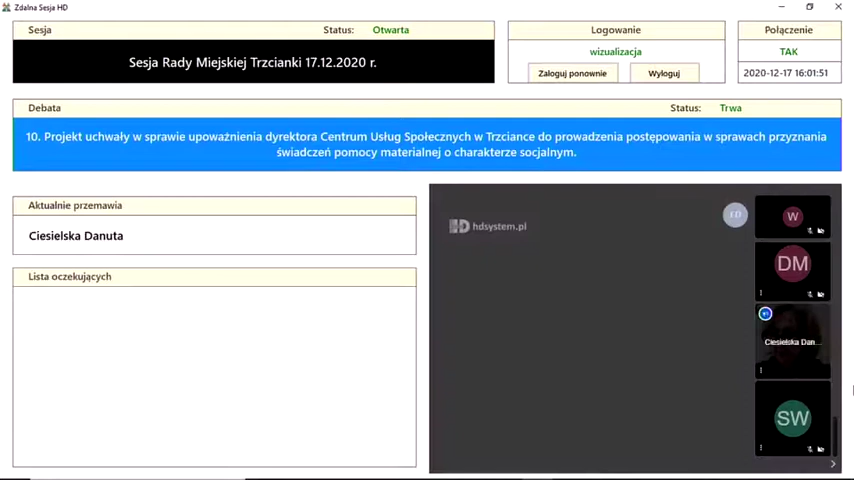 Zdalna Sesja HD
Sesja
Status: Otwarta
Sesja Rady Miejskiej Trzcianki 17.12.2020 r.
Logowanie
wizualizacja
Zaloguj ponownie
Wyloguj
Połączenie
TAK
2020-12-17 16:01:51
Debata
Status: Trwa
10. Projekt uchwały w sprawie upoważnienia dyrektora Centrum Usług Społecznych w Trzciance do prowadzenia postępowania w sprawach przyznania
świadczeń pomocy materialnej o charakterze socjalnym.
Aktualnie przemawia
Ciesielska Danuta
Lista oczekujących
HD hdsystem.pl
W
DM
Ciesielska Dan...
SW